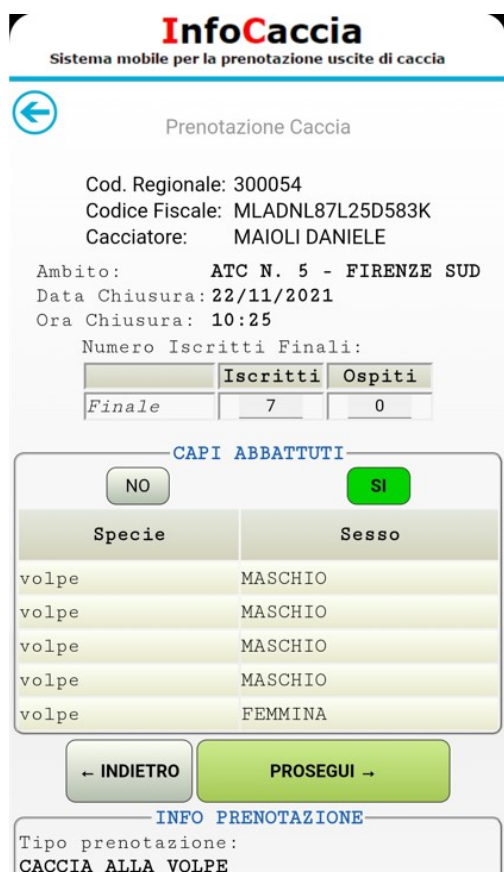 InfoCaccia
Sistema mobile per la prenotazione uscite di caccia
Prenotazione Caccia
Cod. Regionale: 300054
Codice Fiscale: MLADNL87L25D583K
Cacciatore: MAIOLI DANIELE
Ambito: ATC N. 5 - FIRENZE SUD
Data Chiusura: 22/11/2021
Ora Chiusura: 10:25
Numero Iscritti Finali:
Iscritti Ospiti
Finale 7 0
CAPI ABBATTUTI
NO SI
Specie Sesso
volpe MASCHIO
volpe MASCHIO
volpe MASCHIO
volpe MASCHIO
volpe FEMMINA
← INDIETRO PROSEGUI →
INFO PRENOTAZIONE
Tipo prenotazione:
CACCIA ALLA VOLPE